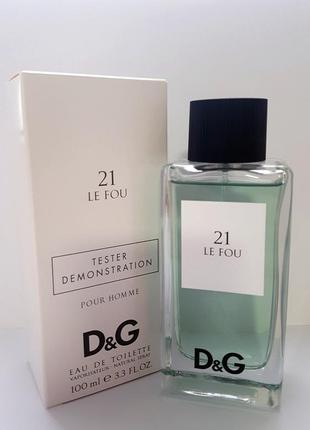 21
LE FOU
TESTER
DEMONSTRATION
POUR HOMME
D&G
EAU DE TOILETTE
VAPORISATEUR - NATURAL SPRAY
100 ml e 3.3 FL.OZ.
21
LE FOU
D&G